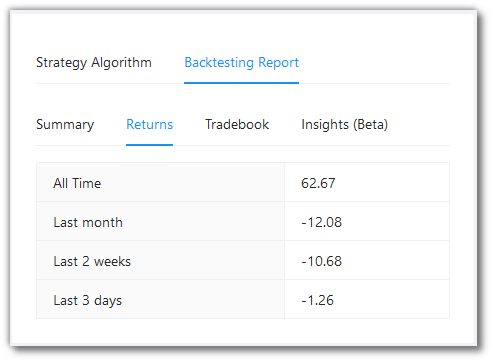 Strategy Algorithm Backtesting Report
Summary Returns Tradebook Insights (Beta)
All Time 62.67
Last month -12.08
Last 2 weeks -10.68
Last 3 days -1.26